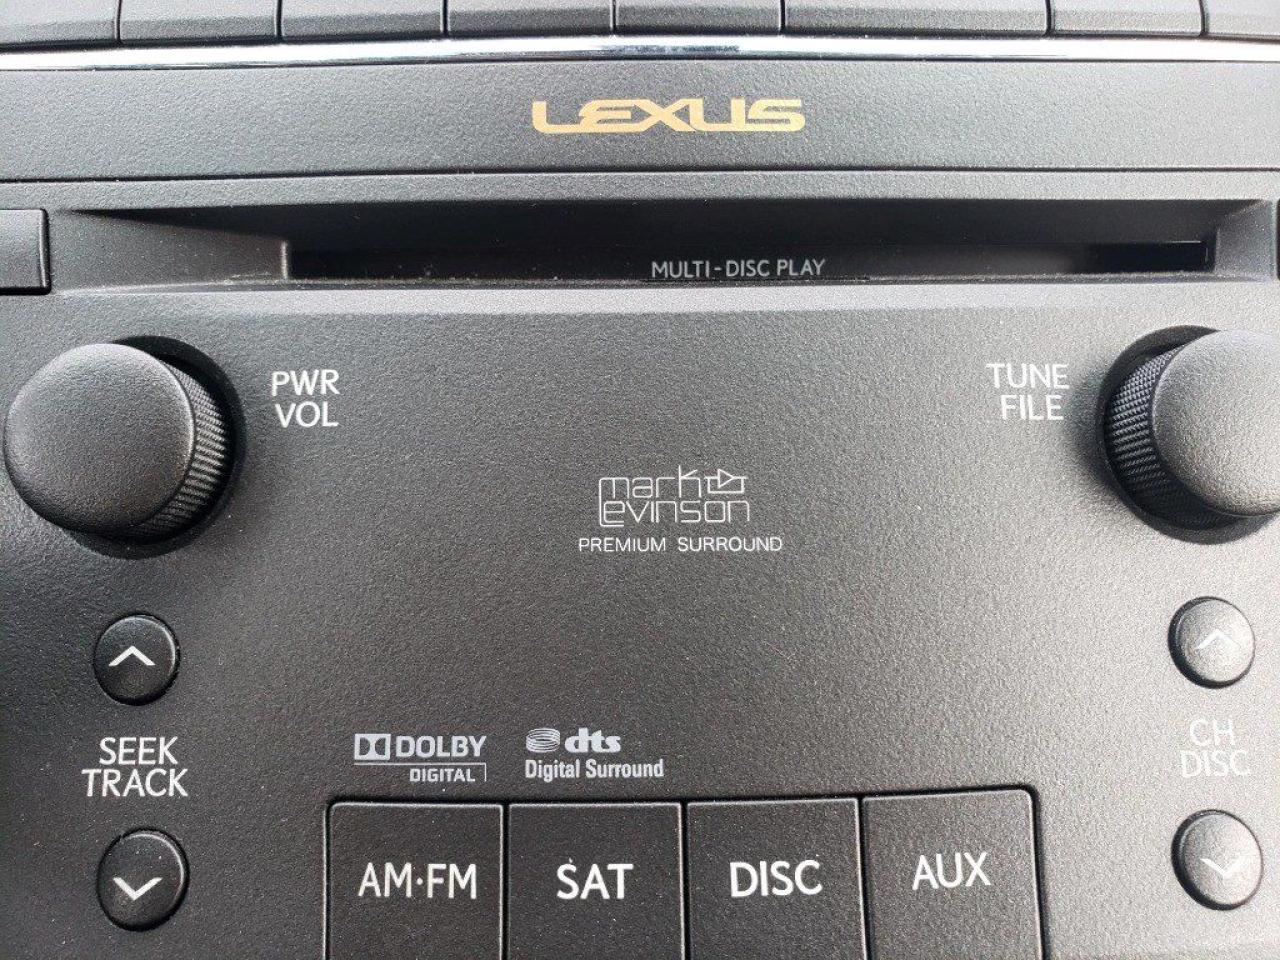 LEXUS
MULTI-DISC PLAY
PWR
VOL
TUNE
FILE
mark
levinson
PREMIUM SURROUND
SEEK
TRACK
CH
DISC
DOLBY
DIGITAL
dts
Digital Surround
AM·FM
SAT
DISC
AUX